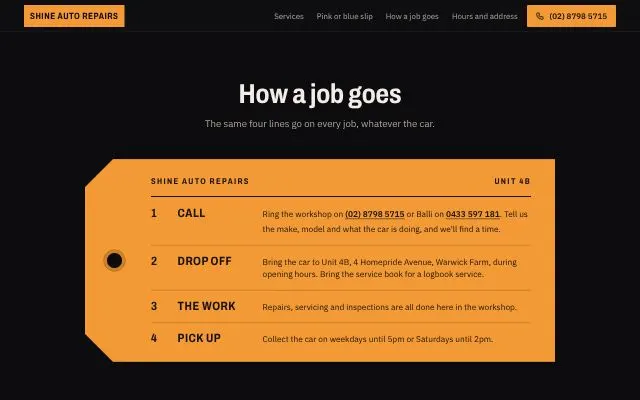 SHINE AUTO REPAIRS
Services
Pink or blue slip
How a job goes
Hours and address
(02) 8798 5715
How a job goes
The same four lines go on every job, whatever the car.
SHINE AUTO REPAIRS
UNIT 4B
1 CALL
Ring the workshop on (02) 8798 5715 or Balli on 0433 597 181. Tell us
the make, model and what the car is doing, and we'll find a time.
2 DROP OFF
Bring the car to Unit 4B, 4 Homepride Avenue, Warwick Farm, during
opening hours. Bring the service book for a logbook service.
3 THE WORK
Repairs, servicing and inspections are all done here in the workshop.
4 PICK UP
Collect the car on weekdays until 5pm or Saturdays until 2pm.